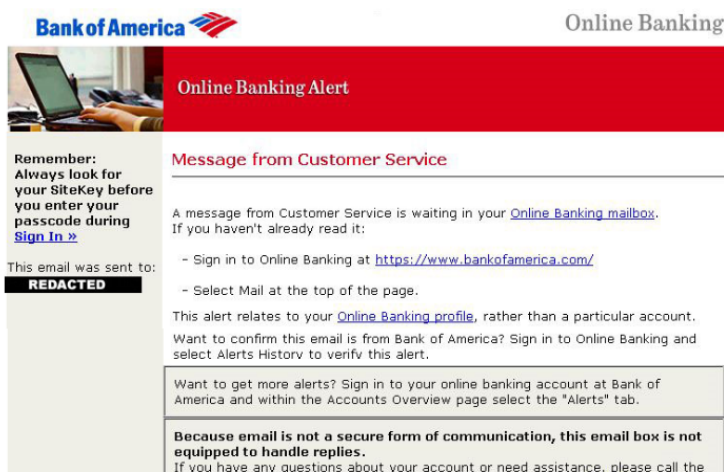 Bank of America
Online Banking
Online Banking Alert
Remember:
Always look for
your SiteKey before
you enter your
passcode during
Sign In »
This email was sent to:
REDACTED
Message from Customer Service
A message from Customer Service is waiting in your Online Banking mailbox.
If you haven't already read it:
- Sign in to Online Banking at https://www.bankofamerica.com/
- Select Mail at the top of the page.
This alert relates to your Online Banking profile, rather than a particular account.
Want to confirm this email is from Bank of America? Sign in to Online Banking and
select Alerts History to verify this alert.
Want to get more alerts? Sign in to your online banking account at Bank of
America and within the Accounts Overview page select the "Alerts" tab.
Because email is not a secure form of communication, this email box is not
equipped to handle replies.
If you have any questions about your account or need assistance, please call the